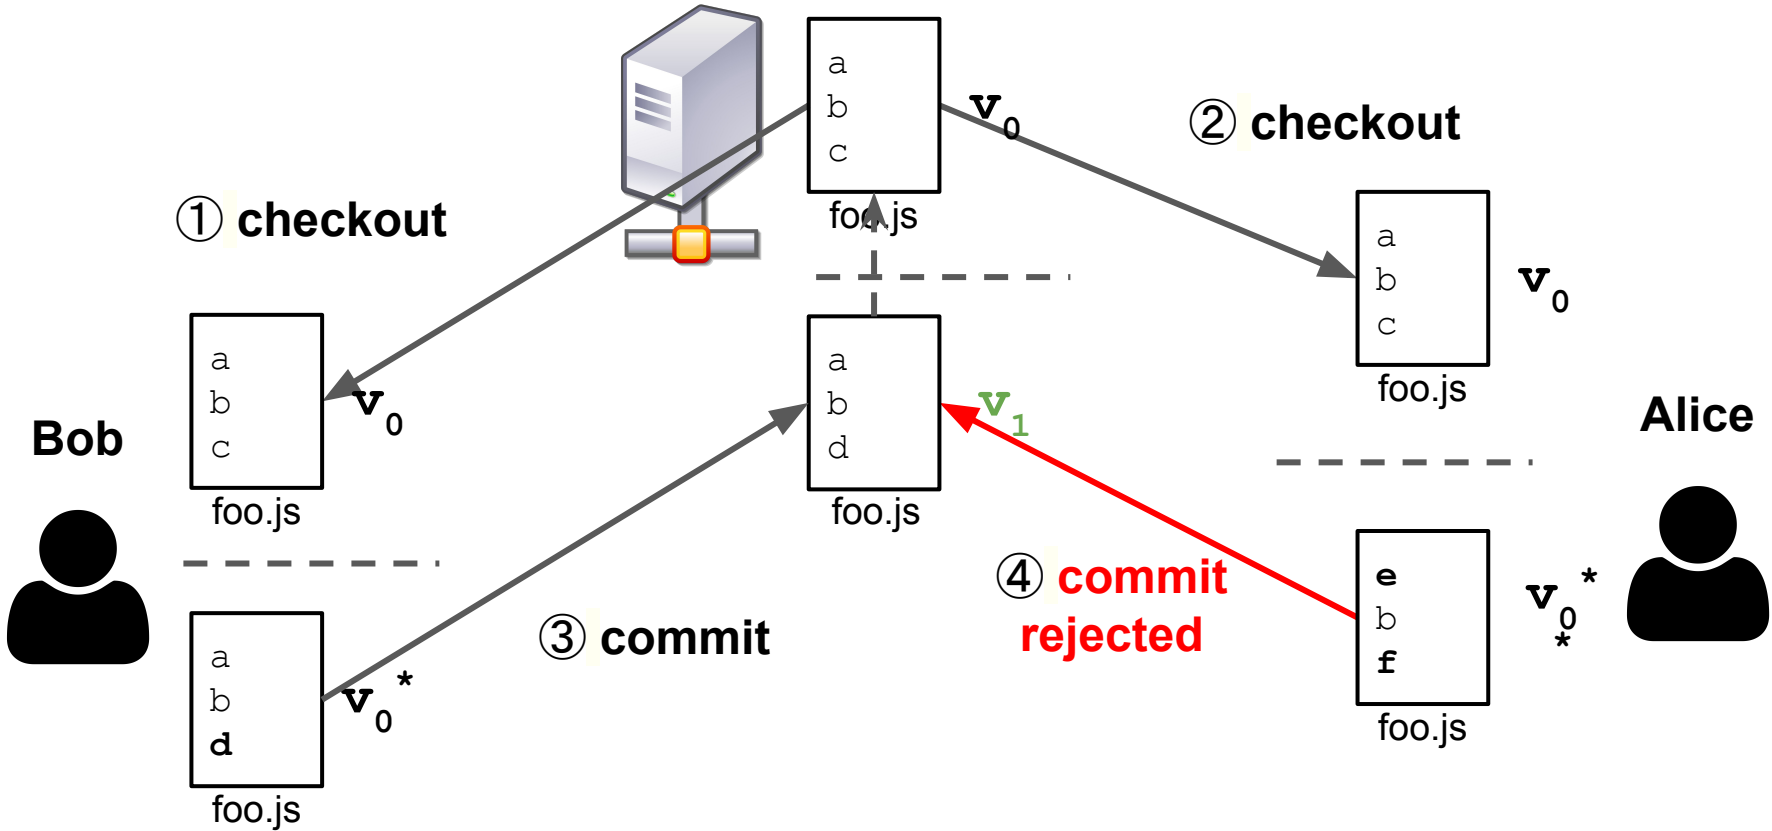 a
b
c
foo.js
v0
② checkout
① checkout
a
b
c
foo.js
v0
a
b
c
foo.js
v0
Bob
Alice
a
b
d
foo.js
v1
④ commit
rejected
③ commit
a
b
d
foo.js
v0*
e
b
f
foo.js
v0**